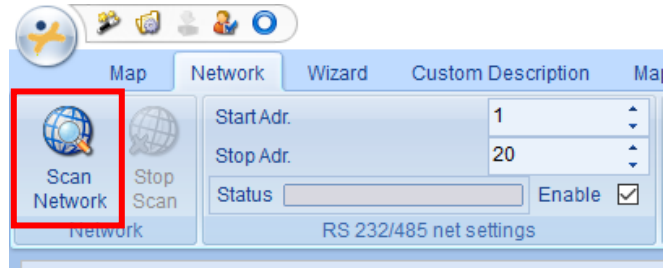 Map Network Wizard Custom Description Ma
Start Adr. 1
Stop Adr. 20
Scan Network
Stop Scan
Status Enable
Network RS 232/485 net settings